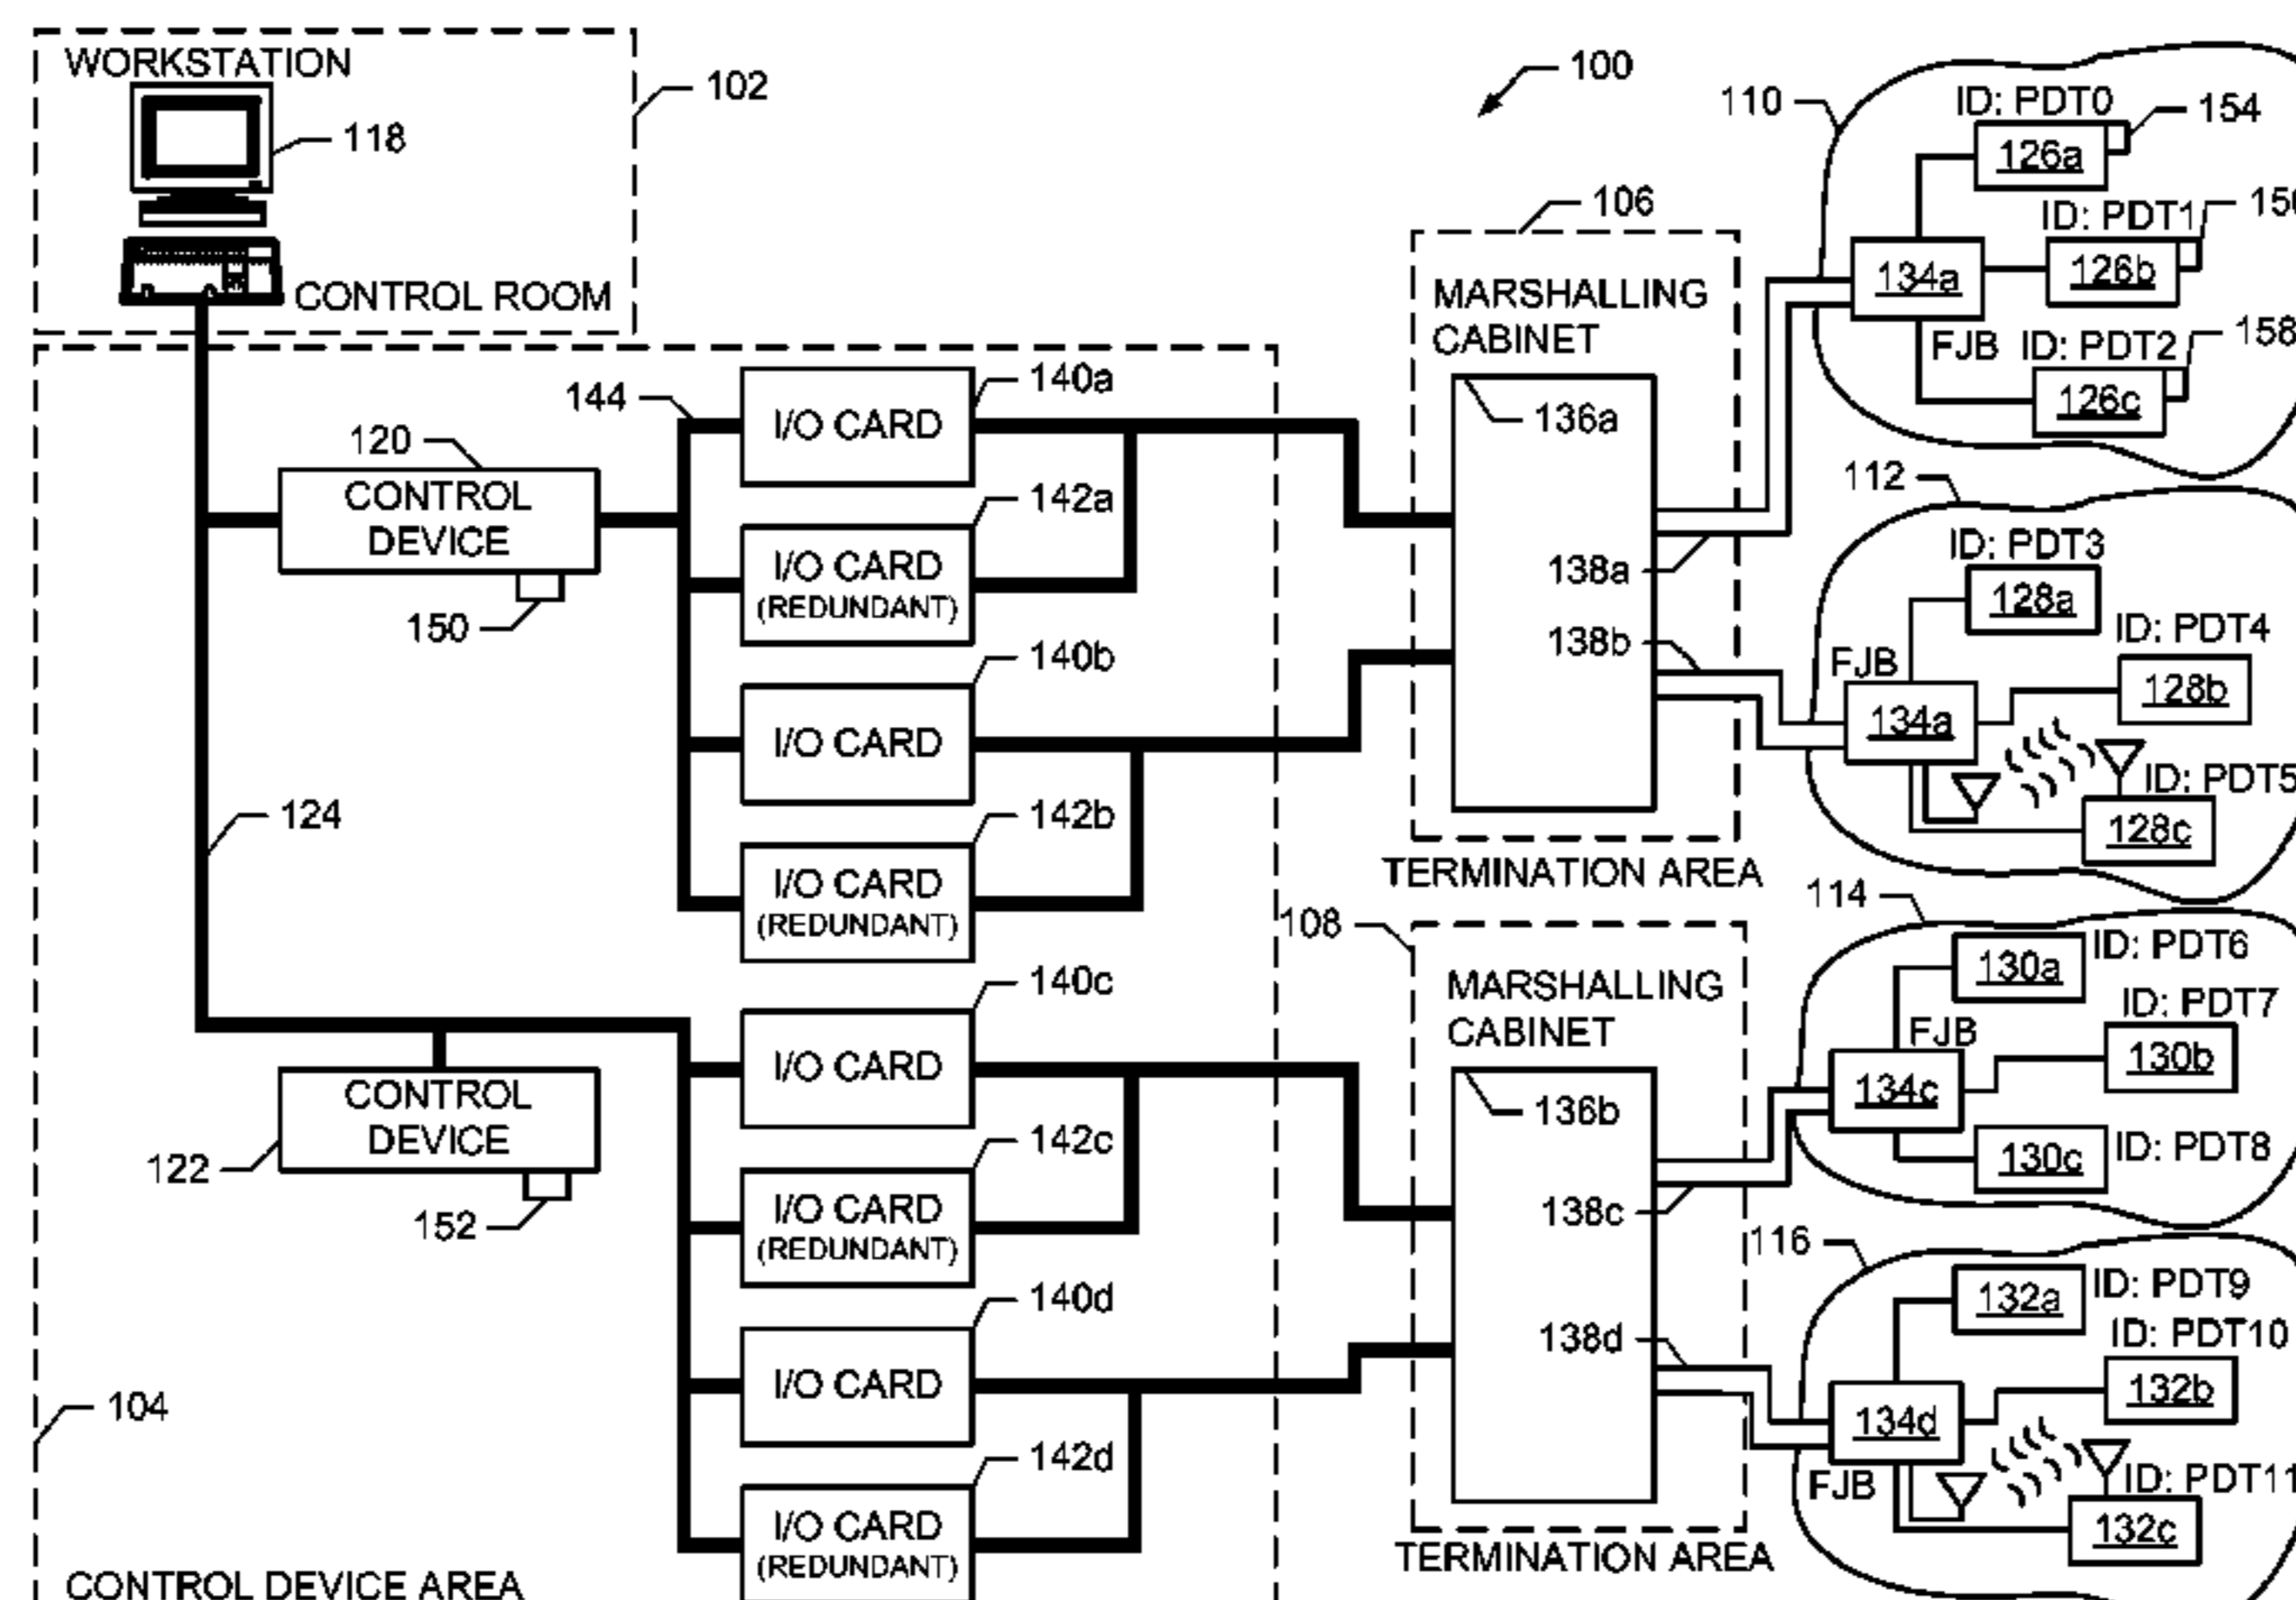 WORKSTATION
102
118
CONTROL ROOM
100
110
ID: PDT0
154
126a
106
ID: PDT1
134a
126b
MARSHALLING
CABINET
FJB
ID: PDT2
158
126c
136a
144
I/O CARD
140a
120
CONTROL
DEVICE
142a
I/O CARD
(REDUNDANT)
150
138a
138b
112
ID: PDT3
128a
ID: PDT4
FJB
128b
134a
ID: PDT5
128c
140b
I/O CARD
124
142b
I/O CARD
(REDUNDANT)
TERMINATION AREA
108
114
ID: PDT6
130a
ID: PDT7
FJB
130b
134c
130c
ID: PDT8
140c
I/O CARD
MARSHALLING
CABINET
136b
CONTROL
DEVICE
122
152
142c
I/O CARD
(REDUNDANT)
138c
116
ID: PDT9
132a
ID: PDT10
132b
138d
134d
FJB
ID: PDT11
132c
140d
I/O CARD
104
142d
I/O CARD
(REDUNDANT)
TERMINATION AREA
CONTROL DEVICE AREA